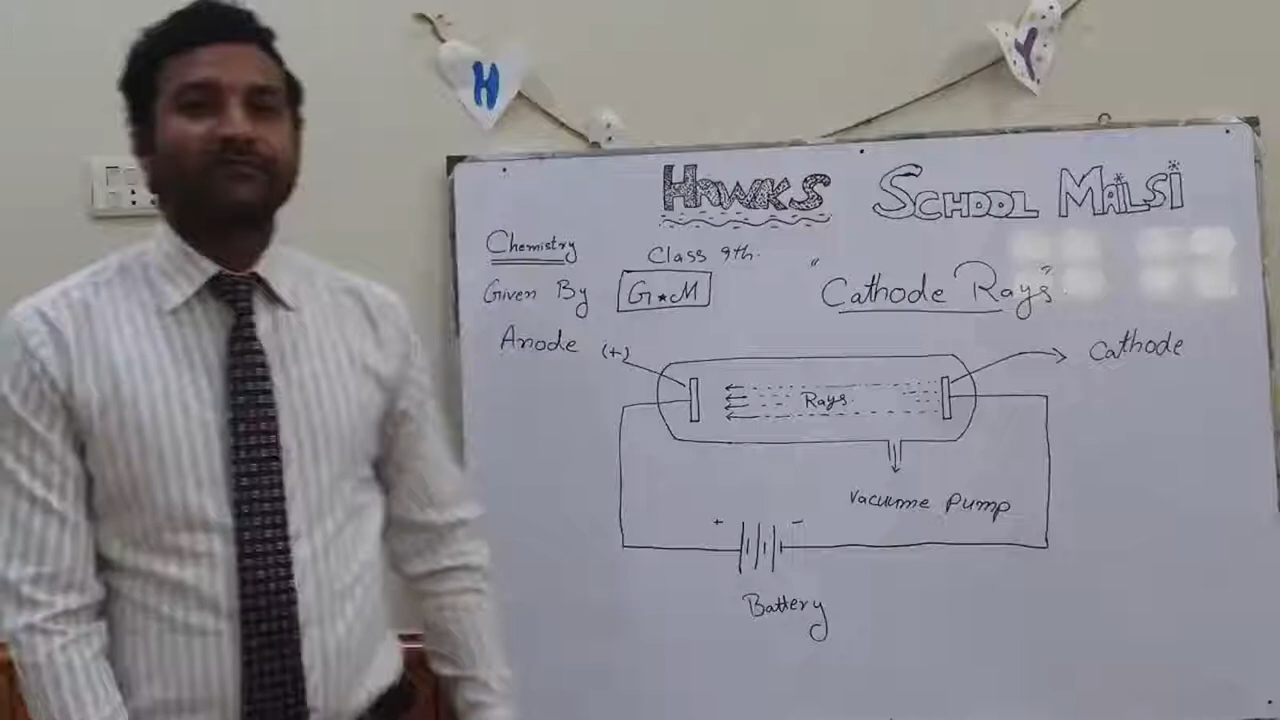 H
Y
HAWKS SCHOOL MAiLSi
Chemistry Class 9th.
Given By G★M "Cathode Rays"
Anode (+) Cathode
Rays
Vacuume Pump
+ −
Battery